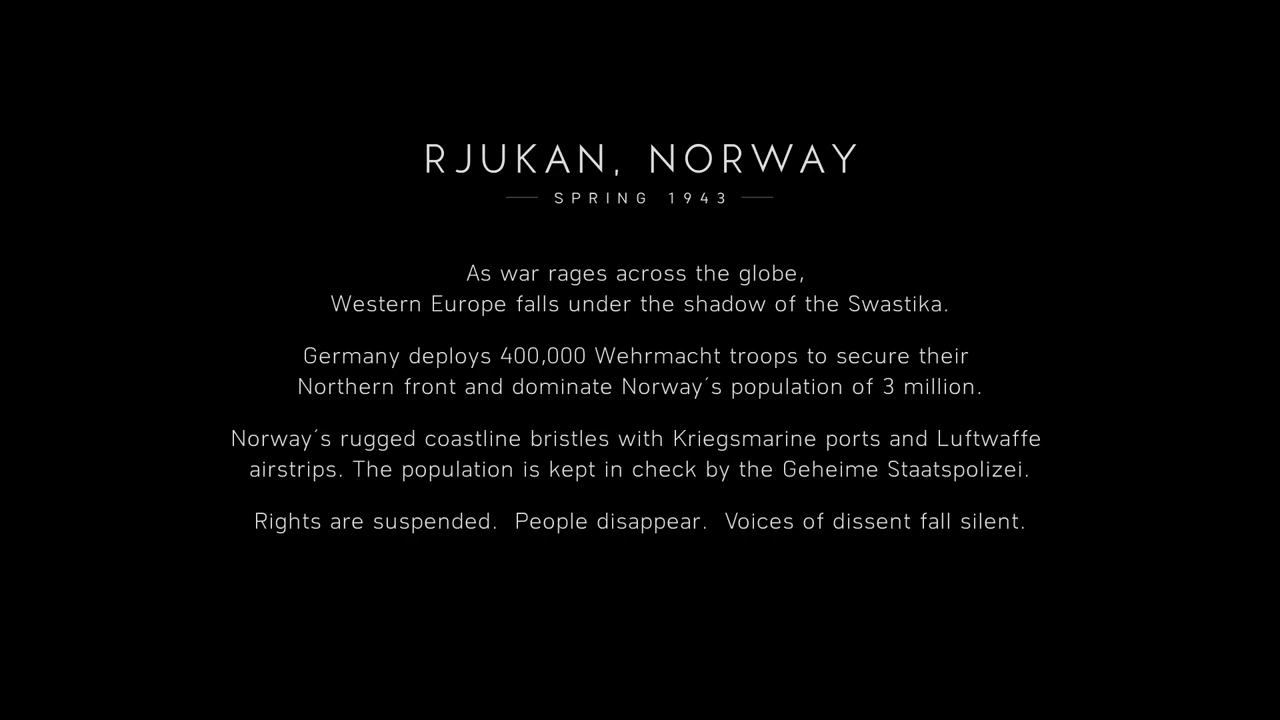 RJUKAN, NORWAY
SPRING 1943
As war rages across the globe,
Western Europe falls under the shadow of the Swastika.
Germany deploys 400,000 Wehrmacht troops to secure their
Northern front and dominate Norway´s population of 3 million.
Norway´s rugged coastline bristles with Kriegsmarine ports and Luftwaffe
airstrips. The population is kept in check by the Geheime Staatspolizei.
Rights are suspended.  People disappear.  Voices of dissent fall silent.